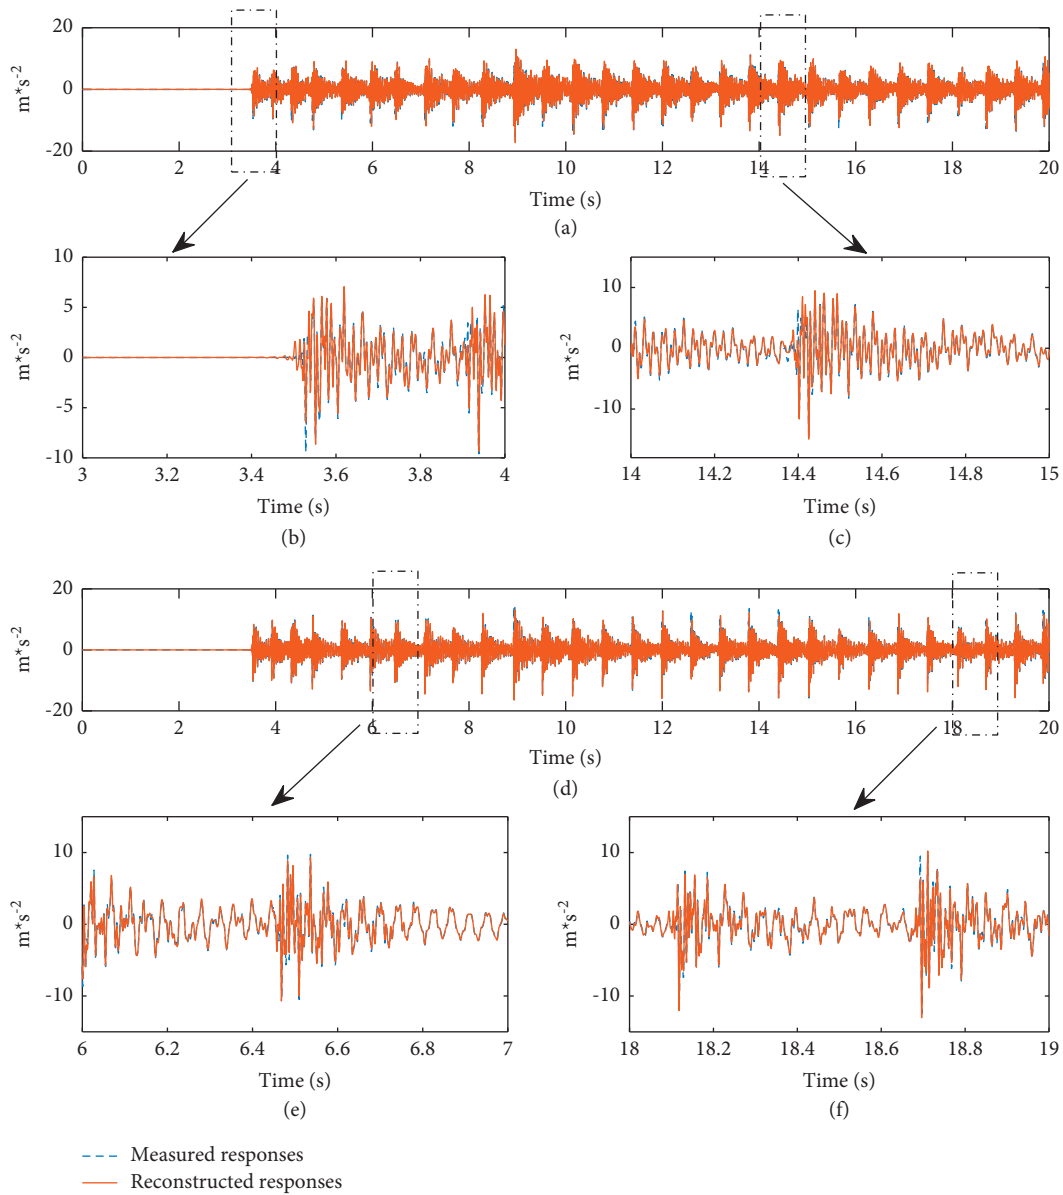 20
0
-20
m*s-2
0 2 4 6 8 10 12 14 16 18 20
Time (s)
(a)
10
5
0
-5
-10
m*s-2
3 3.2 3.4 3.6 3.8 4
Time (s)
(b)
10
0
-10
m*s-2
14 14.2 14.4 14.6 14.8 15
Time (s)
(c)
20
0
-20
m*s-2
0 2 4 6 8 10 12 14 16 18 20
Time (s)
(d)
10
0
-10
m*s-2
6 6.2 6.4 6.6 6.8 7
Time (s)
(e)
10
0
-10
m*s-2
18 18.2 18.4 18.6 18.8 19
Time (s)
(f)
Measured responses
Reconstructed responses